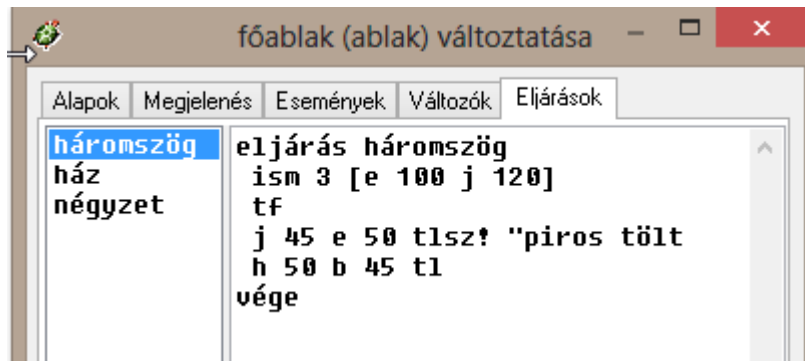 főablak (ablak) változtatása
Alapok Megjelenés Események Változók Eljárások
háromszög
ház
négyzet
eljárás háromszög
ism 3 [e 100 j 120]
tf
j 45 e 50 tlsz! "piros tölt
h 50 b 45 tl
vége